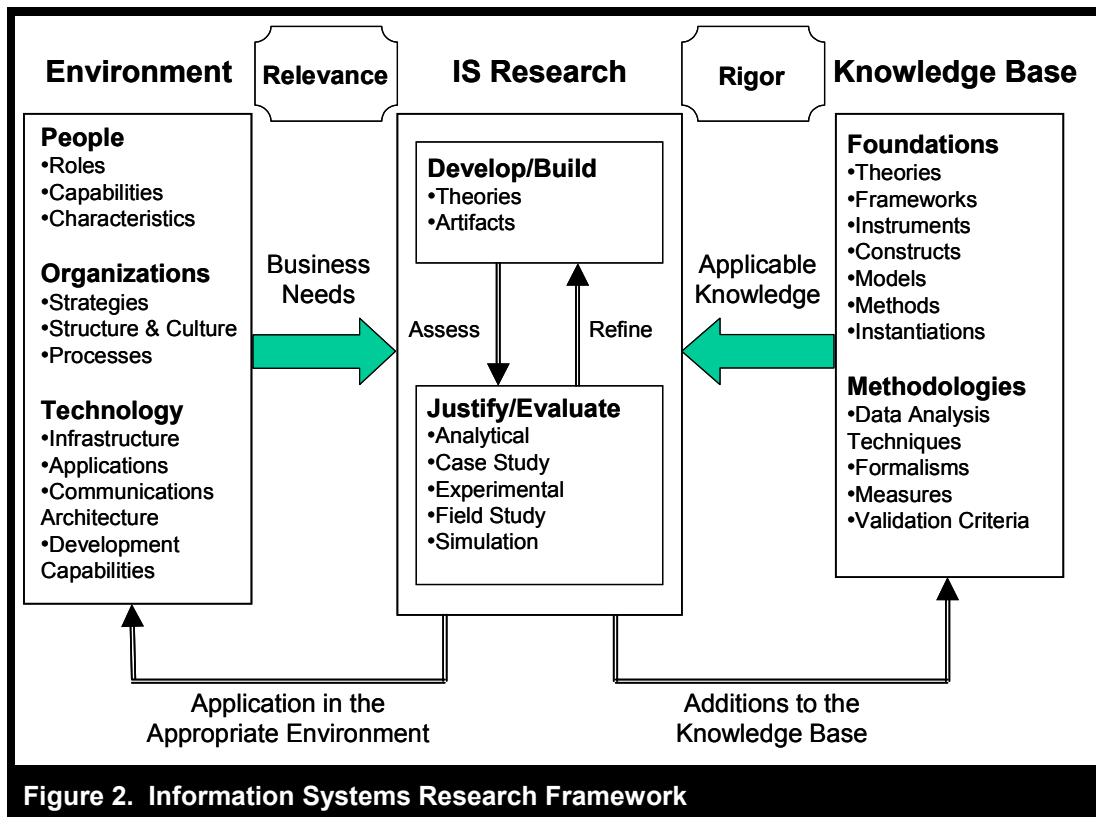 Environment
Relevance
IS Research
Rigor
Knowledge Base
People
•Roles
•Capabilities
•Characteristics
Organizations
•Strategies
•Structure & Culture
•Processes
Technology
•Infrastructure
•Applications
•Communications
Architecture
•Development
Capabilities
Business
Needs
Develop/Build
•Theories
•Artifacts
Assess
Refine
Justify/Evaluate
•Analytical
•Case Study
•Experimental
•Field Study
•Simulation
Applicable
Knowledge
Foundations
•Theories
•Frameworks
•Instruments
•Constructs
•Models
•Methods
•Instantiations
Methodologies
•Data Analysis
Techniques
•Formalisms
•Measures
•Validation Criteria
Application in the
Appropriate Environment
Additions to the
Knowledge Base
Figure 2. Information Systems Research Framework